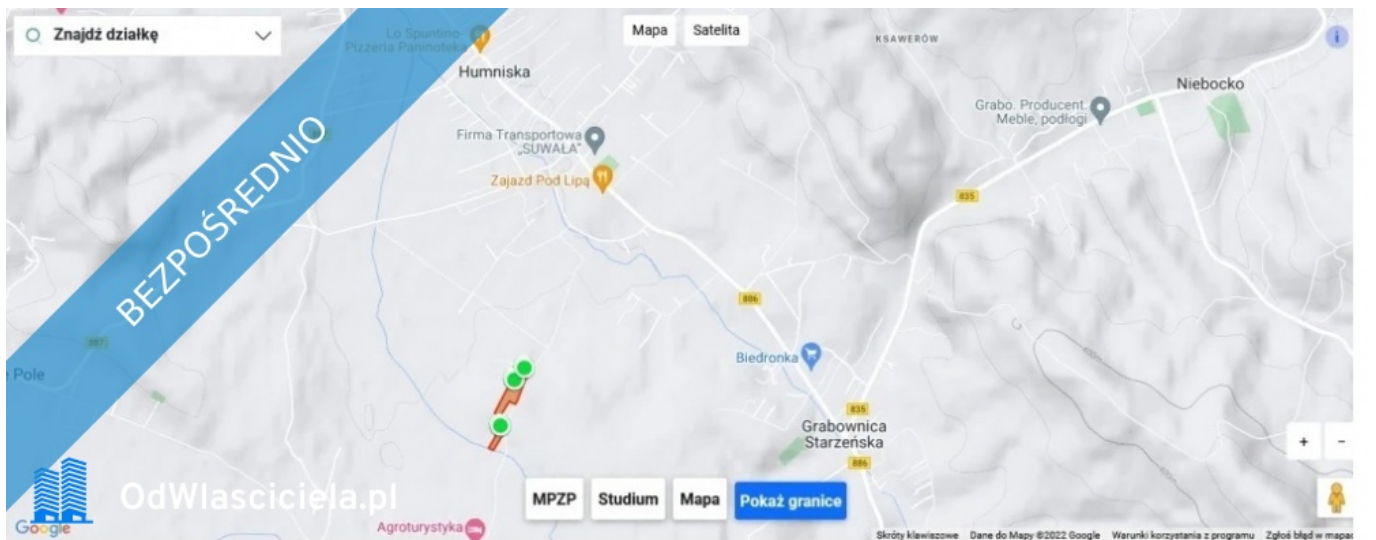 Znajdź działkę
Mapa
Satelita
Lo Spuntino-
Pizzeria Paninoteka
KSAWERÓW
Humniska
Niebocko
Grabo. Producent.
Meble, podłogi
Firma Transportowa
„SUWAŁA”
Zajazd Pod Lipą
835
BEZPOŚREDNIO
886
887
Biedronka
Pole
835
Grabownica
Starzeńska
886
+
-
MPZP
Studium
Mapa
Pokaż granice
OdWlasciciela.pl
Google
Agroturystyka
Skróty klawiszowe
Dane do Mapy ©2022 Google
Warunki korzystania z programu
Zgłoś błąd w mapac